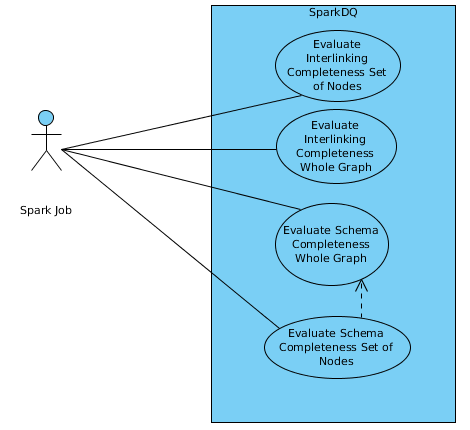 SparkDQ
Evaluate
Interlinking
Completeness Set
of Nodes
Evaluate
Interlinking
Completeness
Whole Graph
Spark Job
Evaluate Schema
Completeness
Whole Graph
Evaluate Schema
Completeness Set of
Nodes